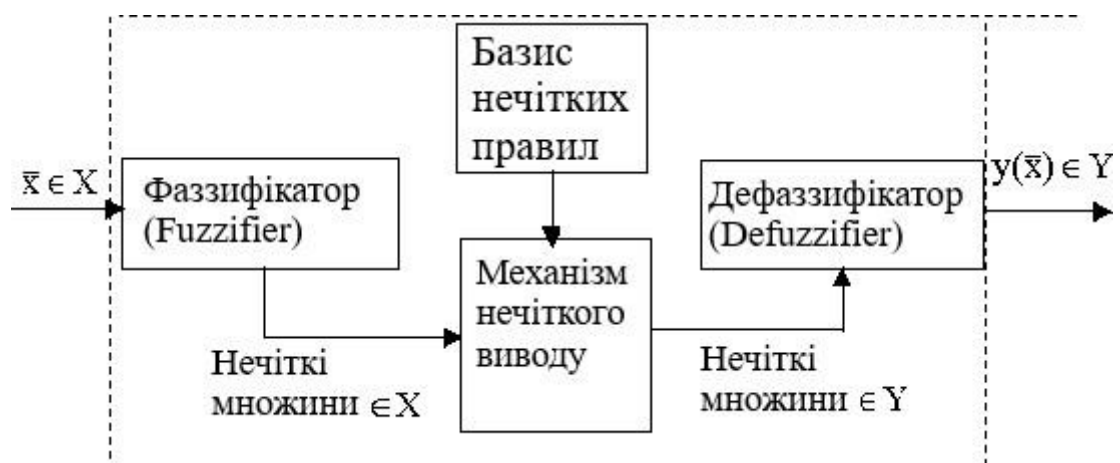 Базис
нечітких
правил
x̄ ∈ X
Фаззифікатор
(Fuzzifier)
Дефаззифікатор
(Defuzzifier)
y(x̄) ∈ Y
Механізм
нечіткого
виводу
Нечіткі
множини ∈X
Нечіткі
множини ∈Y